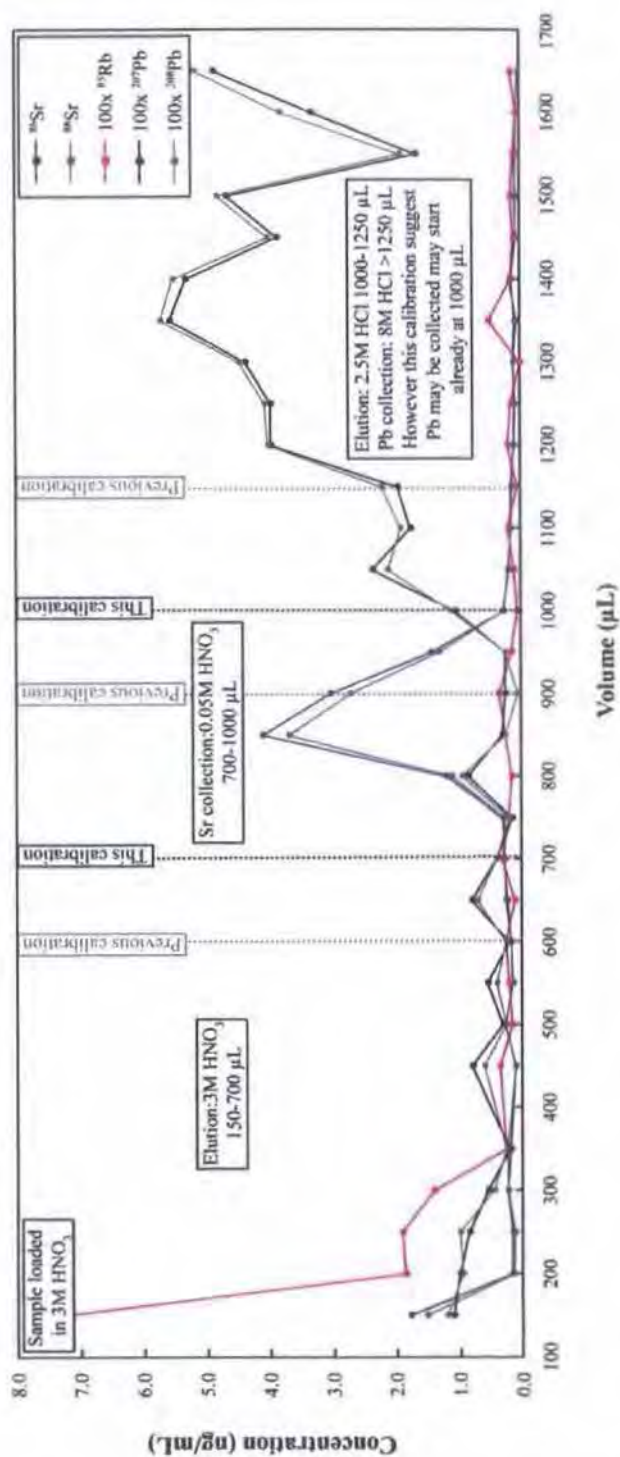 Sample loaded
in 3M HNO₃
Elution:3M HNO₃
150-700 µL
Previous calibration
This calibration
Sr collection:0.05M HNO₃
700-1000 µL
Previous calibration
This calibration
Previous calibration
Elution: 2.5M HCl 1000-1250 µL
Pb collection: 8M HCl >1250 µL
However this calibration suggest
Pb may be collected may start
already at 1000 µL
Sr
Sr
100x ⁸⁵Rb
100x ²⁰⁷Pb
100x ²⁰⁸Pb
Concentration (ng/mL)
8.0
7.0
6.0
5.0
4.0
3.0
2.0
1.0
0.0
100
200
300
400
500
600
700
800
900
1000
1100
1200
1300
1400
1500
1600
1700
Volume (µL)